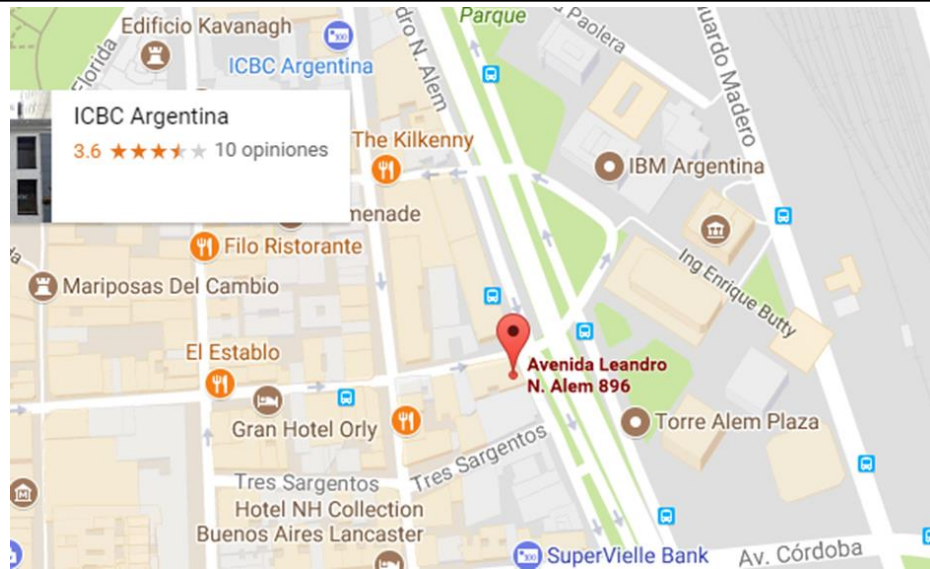 Edificio Kavanagh
Parque
Paolera
uardo Madero
Florida
ICBC Argentina
dro N. Alem
ICBC Argentina
3.6
10 opiniones
The Kilkenny
IBM Argentina
menade
Filo Ristorante
Mariposas Del Cambio
Ing Enrique Butty
El Establo
Avenida Leandro
N. Alem 896
Gran Hotel Orly
Torre Alem Plaza
Tres Sargentos
Tres Sargentos
Hotel NH Collection
Buenos Aires Lancaster
SuperVielle Bank
Av. Córdoba